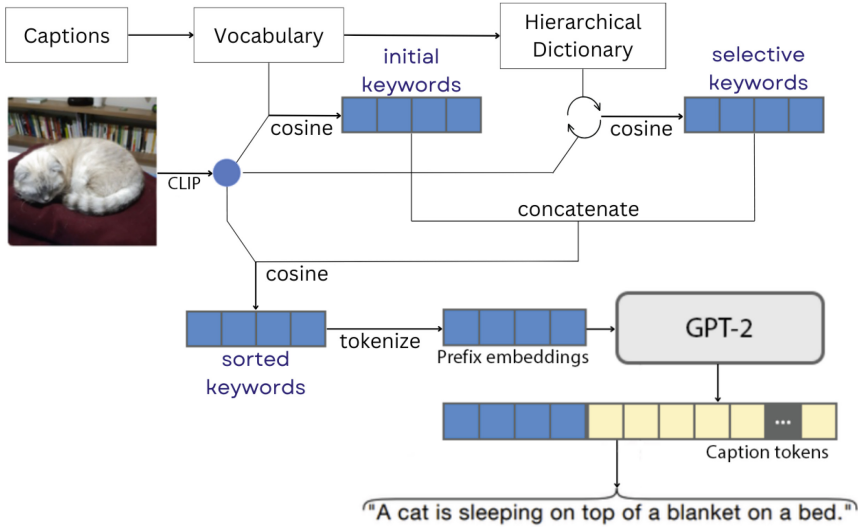 Captions
Vocabulary
Hierarchical
Dictionary
initial
keywords
selective
keywords
cosine
cosine
CLIP
concatenate
cosine
sorted
keywords
tokenize
Prefix embeddings
GPT-2
...
Caption tokens
"A cat is sleeping on top of a blanket on a bed."